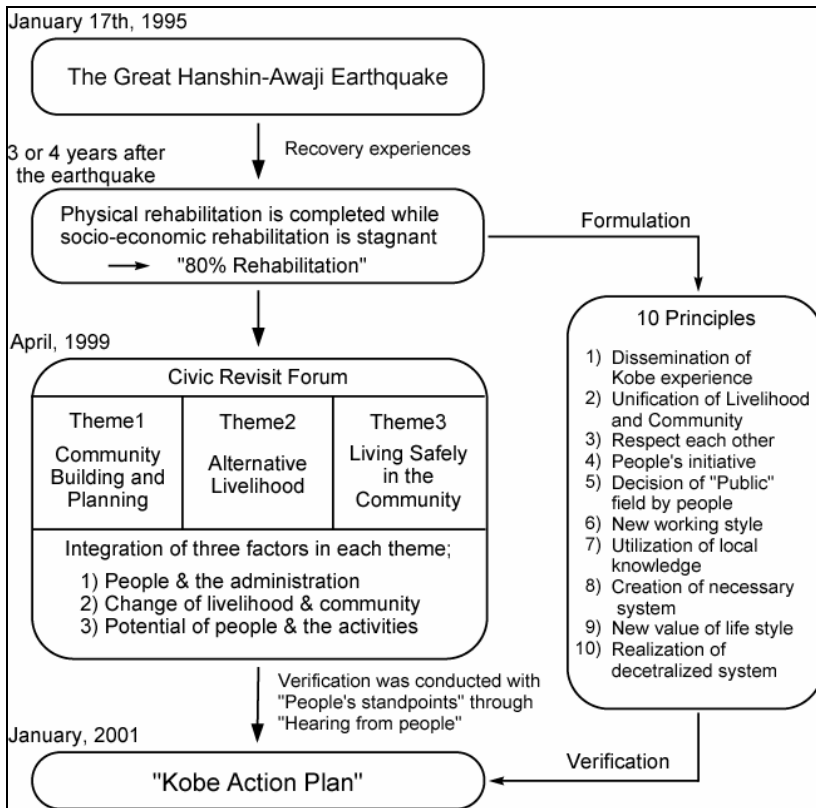 January 17th, 1995
The Great Hanshin-Awaji Earthquake
Recovery experiences
3 or 4 years after
the earthquake
Physical rehabilitation is completed while
socio-economic rehabilitation is stagnant
"80% Rehabilitation"
Formulation
10 Principles
1) Dissemination of
Kobe experience
2) Unification of Livelihood
and Community
3) Respect each other
4) People's initiative
5) Decision of "Public"
field by people
6) New working style
7) Utilization of local
knowledge
8) Creation of necessary
system
9) New value of life style
10) Realization of
decetralized system
April, 1999
Civic Revisit Forum
Theme1
Community
Building and
Planning
Theme2
Alternative
Livelihood
Theme3
Living Safely
in the
Community
Integration of three factors in each theme;
1) People & the administration
2) Change of livelihood & community
3) Potential of people & the activities
Verification was conducted with
"People's standpoints" through
"Hearing from people"
January, 2001
"Kobe Action Plan"
Verification